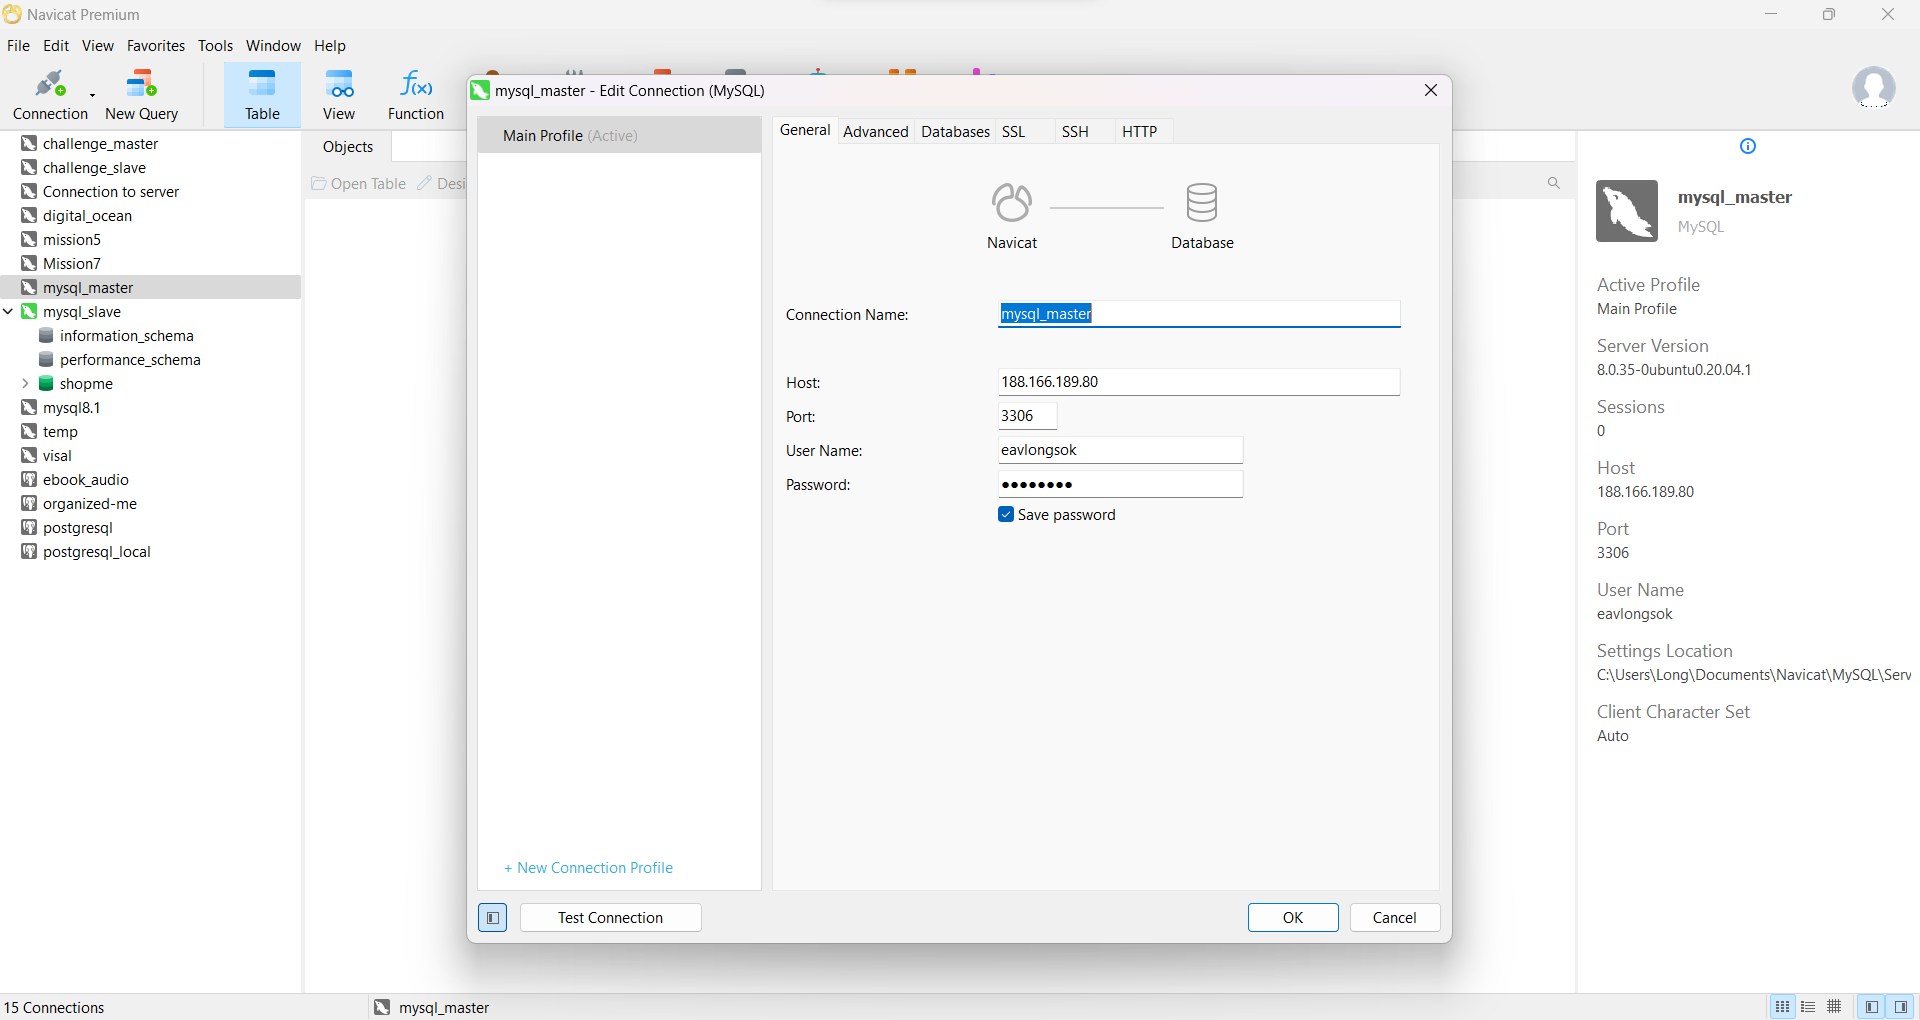 Navicat Premium
File Edit View Favorites Tools Window Help
Connection New Query Table View Function
challenge_master
challenge_slave
Connection to server
digital_ocean
mission5
Mission7
mysql_master
mysql_slave
information_schema
performance_schema
shopme
mysql8.1
temp
visal
ebook_audio
organized-me
postgresql
postgresql_local
Objects
Open Table Desi
mysql_master - Edit Connection (MySQL)
Main Profile (Active)
+ New Connection Profile
General Advanced Databases SSL SSH HTTP
Navicat Database
Connection Name: mysql_master
Host: 188.166.189.80
Port: 3306
User Name: eavlongsok
Password: ●●●●●●●●
Save password
Test Connection OK Cancel
mysql_master
MySQL
Active Profile
Main Profile
Server Version
8.0.35-0ubuntu0.20.04.1
Sessions
0
Host
188.166.189.80
Port
3306
User Name
eavlongsok
Settings Location
C:\Users\Long\Documents\Navicat\MySQL\Serv
Client Character Set
Auto
15 Connections mysql_master